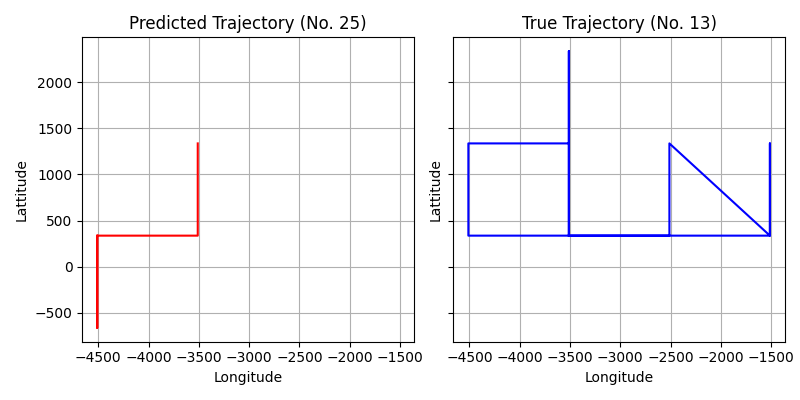 Predicted Trajectory (No. 25)
True Trajectory (No. 13)
Lattitude
2000
1500
1000
500
0
−500
−4500 −4000 −3500 −3000 −2500 −2000 −1500
Longitude
Lattitude
−4500 −4000 −3500 −3000 −2500 −2000 −1500
Longitude